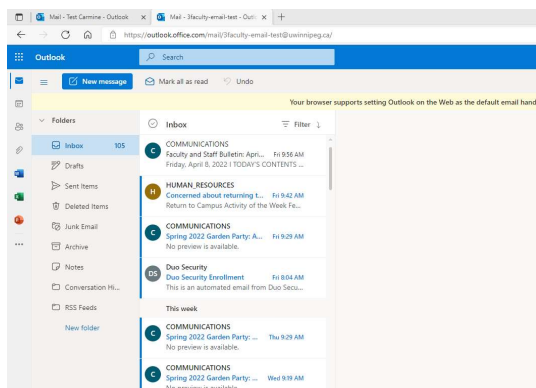 Mail - Test Carmine - Outlook
Mail - 3faculty-email-test - Outl
https://outlook.office.com/mail/3faculty-email-test@uwinnipeg.ca/
Outlook
Search
New message
Mark all as read
Undo
Your browser supports setting Outlook on the Web as the default email hand
Folders
Inbox 105
Drafts
Sent Items
Deleted Items
Junk Email
Archive
Notes
Conversation Hi...
RSS Feeds
New folder
Inbox
Filter
C
COMMUNICATIONS
Faculty and Staff Bulletin: Apri... Fri 9:56 AM
Friday, April 8, 2022 I TODAY'S CONTENTS ...
H
HUMAN_RESOURCES
Concerned about returning t... Fri 9:42 AM
Return to Campus Activity of the Week Fe...
C
COMMUNICATIONS
Spring 2022 Garden Party: A... Fri 9:29 AM
No preview is available.
DS
Duo Security
Duo Security Enrollment Fri 8:04 AM
This is an automated email from Duo Secu...
This week
C
COMMUNICATIONS
Spring 2022 Garden Party: ... Thu 9:29 AM
No preview is available.
C
COMMUNICATIONS
Spring 2022 Garden Party: ... Wed 9:19 AM
No preview is available.